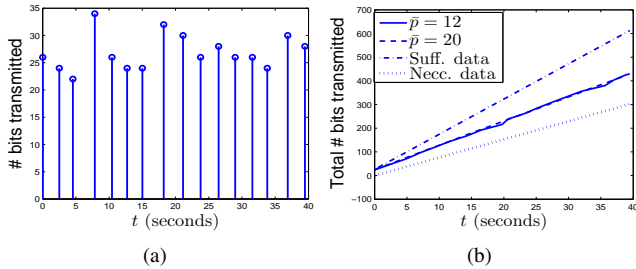 # bits transmitted
35
30
25
20
15
10
5
0
0 5 10 15 20 25 30 35 40
t (seconds)
(a)
Total # bits transmitted
700
600
500
400
300
200
100
0
−100
0 5 10 15 20 25 30 35 40
p̄ = 12
p̄ = 20
Suff. data
Necc. data
t (seconds)
(b)